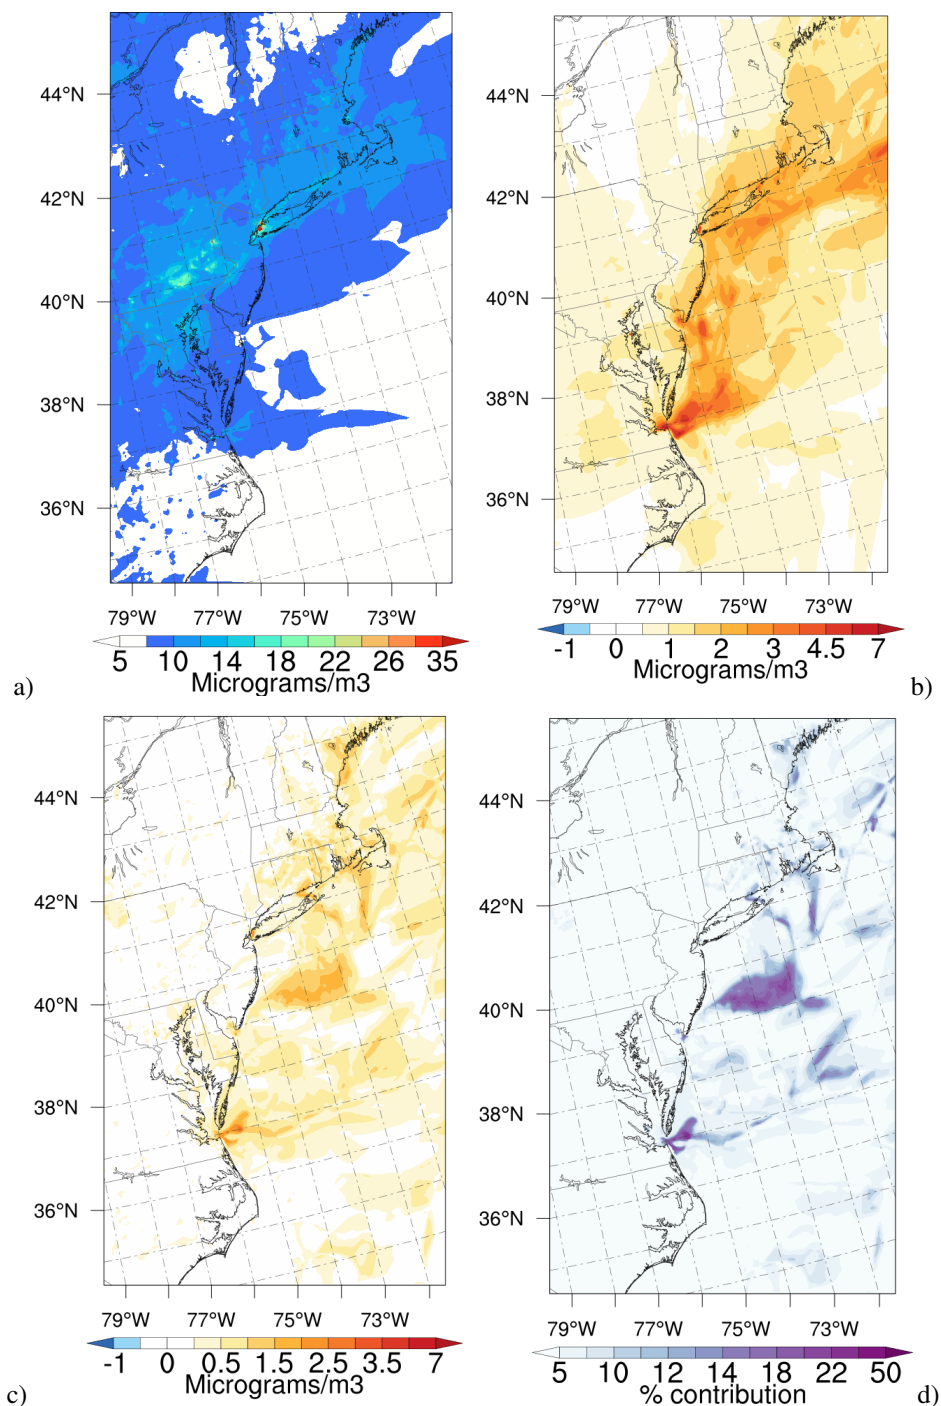 a)
44°N
42°N
40°N
38°N
36°N
79°W 77°W 75°W 73°W
5 10 14 18 22 26 35
Micrograms/m3
b)
44°N
42°N
40°N
38°N
36°N
79°W 77°W 75°W 73°W
-1 0 1 2 3 4.5 7
Micrograms/m3
c)
44°N
42°N
40°N
38°N
36°N
79°W 77°W 75°W 73°W
-1 0 0.5 1.5 2.5 3.5 7
Micrograms/m3
d)
44°N
42°N
40°N
38°N
36°N
79°W 77°W 75°W 73°W
5 10 12 14 18 22 50
% contribution